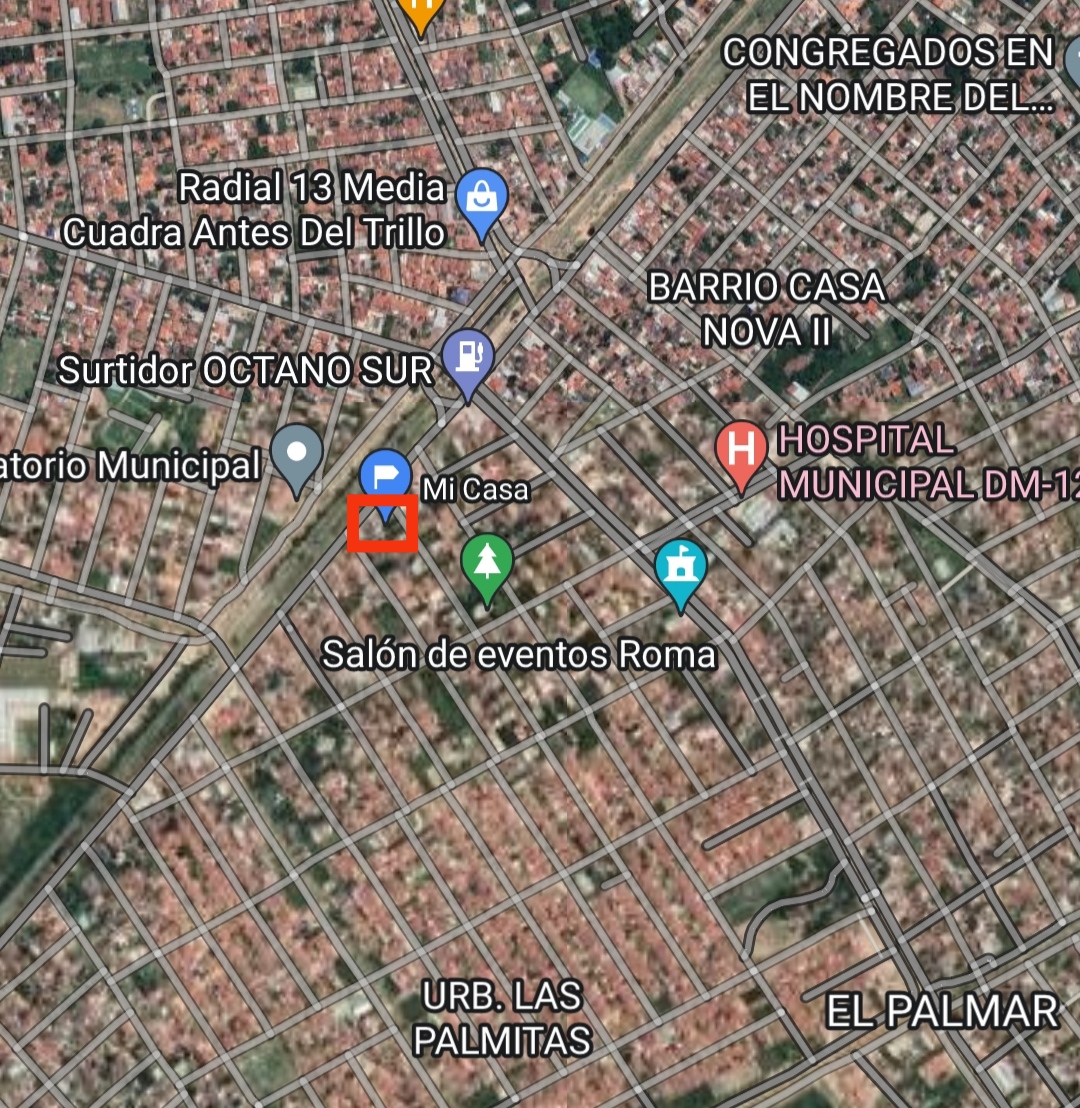 CONGREGADOS EN
EL NOMBRE DEL...
Radial 13 Media
Cuadra Antes Del Trillo
BARRIO CASA
NOVA II
Surtidor OCTANO SUR
HOSPITAL
MUNICIPAL DM-12
atorio Municipal
Mi Casa
Salón de eventos Roma
URB. LAS
PALMITAS
EL PALMAR